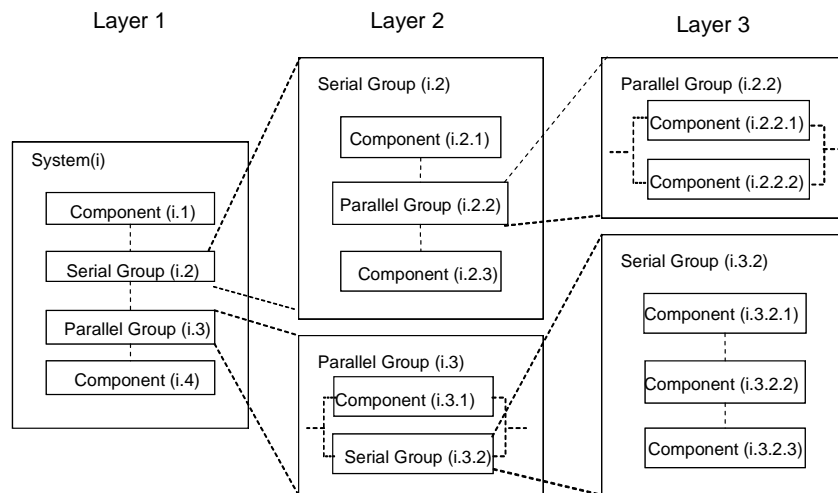 Layer 1
Layer 2
Layer 3
System(i)
Component (i.1)
Serial Group (i.2)
Parallel Group (i.3)
Component (i.4)
Serial Group (i.2)
Component (i.2.1)
Parallel Group (i.2.2)
Component (i.2.3)
Parallel Group (i.3)
Component (i.3.1)
Serial Group (i.3.2)
Parallel Group (i.2.2)
Component (i.2.2.1)
Component (i.2.2.2)
Serial Group (i.3.2)
Component (i.3.2.1)
Component (i.3.2.2)
Component (i.3.2.3)